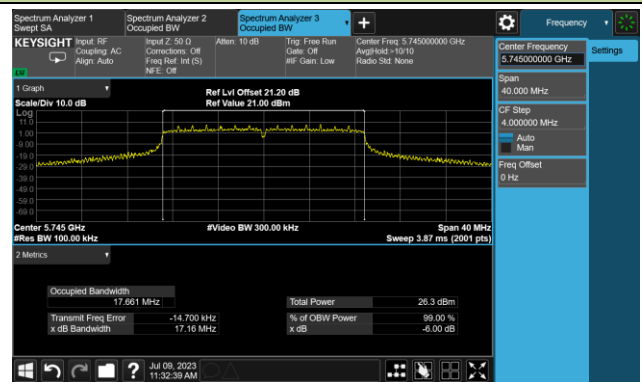 Spectrum Analyzer 1
Swept SA
Spectrum Analyzer 2
Occupied BW
Spectrum Analyzer 3
Occupied BW
Frequency
KEYSIGHT
Input: RF
Coupling: AC
Align: Auto
Input Z: 50 Ω
Corrections: Off
Freq Ref: Int (S)
NFE: Off
Atten: 10 dB
Trig: Free Run
Gate: Off
#IF Gain: Low
Center Freq: 5.745000000 GHz
Avg|Hold:>10/10
Radio Std: None
Center Frequency
5.745000000 GHz
Settings
Span
40.000 MHz
CF Step
4.000000 MHz
Auto
Man
Freq Offset
0 Hz
1 Graph
Scale/Div 10.0 dB
Ref Lvl Offset 21.20 dB
Ref Value 21.00 dBm
Log
11.0
1.00
-9.00
-19.0
-29.0
-39.0
-49.0
-59.0
-69.0
Center 5.745 GHz
#Res BW 100.00 kHz
#Video BW 300.00 kHz
Span 40 MHz
Sweep 3.87 ms (2001 pts)
2 Metrics
Occupied Bandwidth
17.661 MHz
Total Power
26.3 dBm
Transmit Freq Error
-14.700 kHz
% of OBW Power
99.00 %
x dB Bandwidth
17.16 MHz
x dB
-6.00 dB
?
Jul 09, 2023
11:32:39 AM